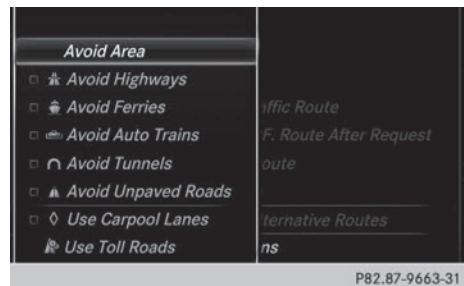 Avoid Area
Avoid Highways
Avoid Ferries
ffic Route
Avoid Auto Trains
F. Route After Request
Avoid Tunnels
oute
Avoid Unpaved Roads
Use Carpool Lanes
ternative Routes
Use Toll Roads
ns
P82.87-9663-31